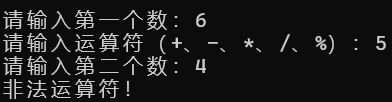 请输入第一个数: 6
请输入运算符 (+、-、*、/、%) : 5
请输入第二个数: 4
非法运算符!